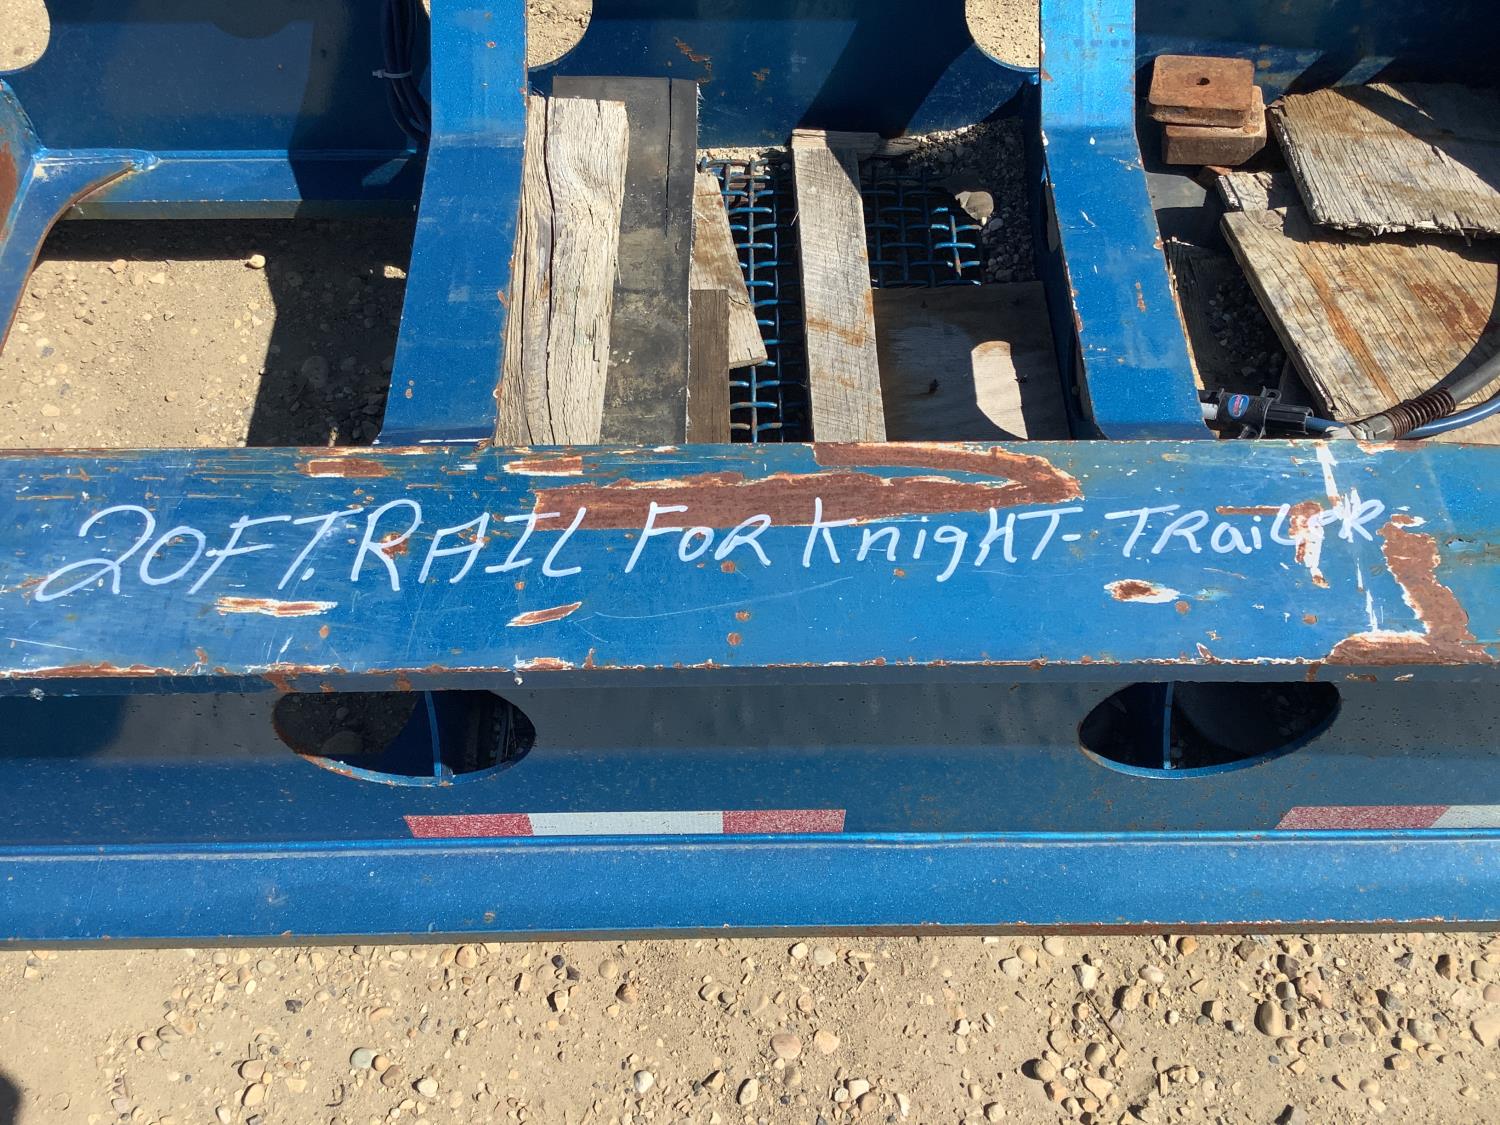 20FT. RAIL FOR KnigHT- TRaiLeR